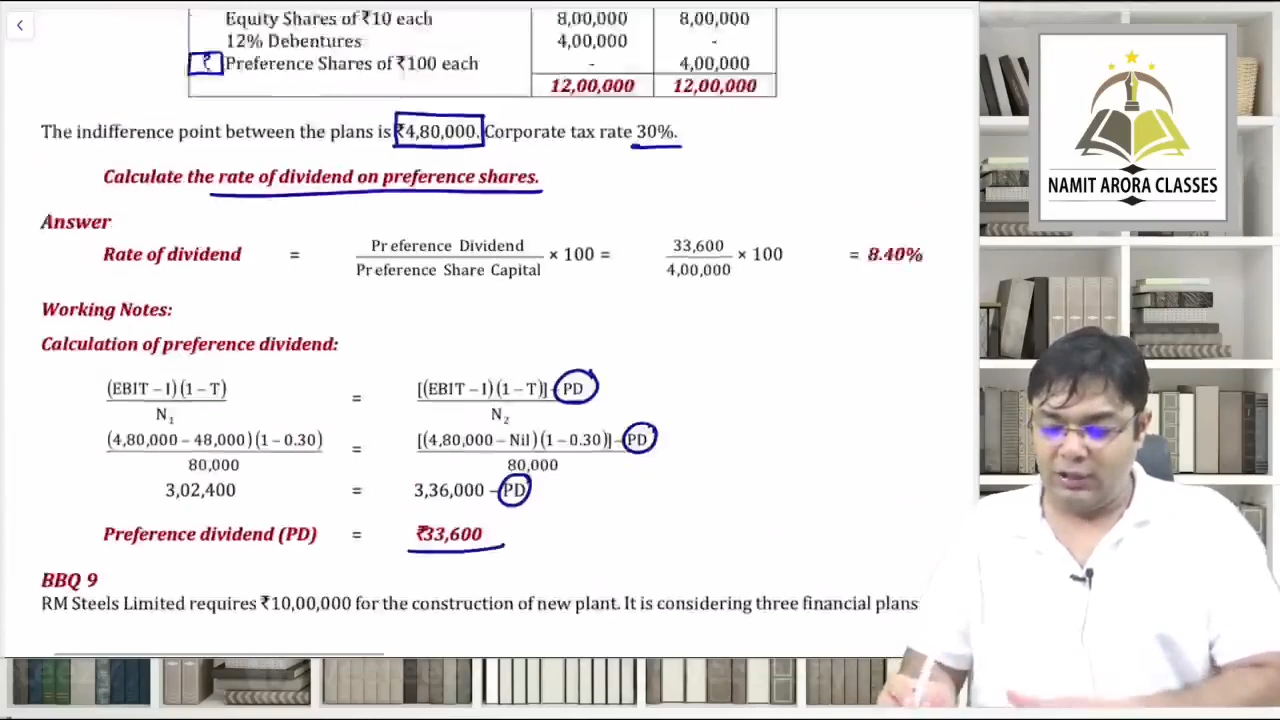 Equity Shares of ₹10 each 8,00,000 8,00,000
12% Debentures 4,00,000 -
? Preference Shares of ₹100 each - 4,00,000
12,00,000 12,00,000
The indifference point between the plans is ₹4,80,000. Corporate tax rate 30%.
Calculate the rate of dividend on preference shares.
Answer
Rate of dividend = Preference Dividend / Preference Share Capital × 100 = 33,600 / 4,00,000 × 100 = 8.40%
Working Notes:
Calculation of preference dividend:
(EBIT – I)(1 – T) / N₁ = [(EBIT – I)(1 – T)] – PD / N₂
(4,80,000 – 48,000)(1 – 0.30) / 80,000 = [(4,80,000 – Nil)(1 – 0.30)] – PD / 80,000
3,02,400 = 3,36,000 – PD
Preference dividend (PD) = ₹33,600
BBQ 9
RM Steels Limited requires ₹10,00,000 for the construction of new plant. It is considering three financial plans
NAMIT ARORA CLASSES